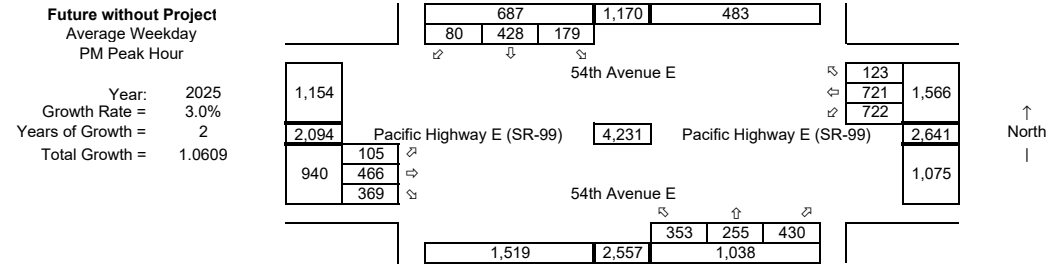 Future without Project
Average Weekday
PM Peak Hour
Year: 2025
Growth Rate = 3.0%
Years of Growth = 2
Total Growth = 1.0609
687 1,170 483
80 428 179
54th Avenue E
1,154
123
721 1,566
722
2,094 Pacific Highway E (SR-99) 4,231 Pacific Highway E (SR-99) 2,641
105
940 466
369
1,075
54th Avenue E
353 255 430
1,519 2,557 1,038
↑
North
|